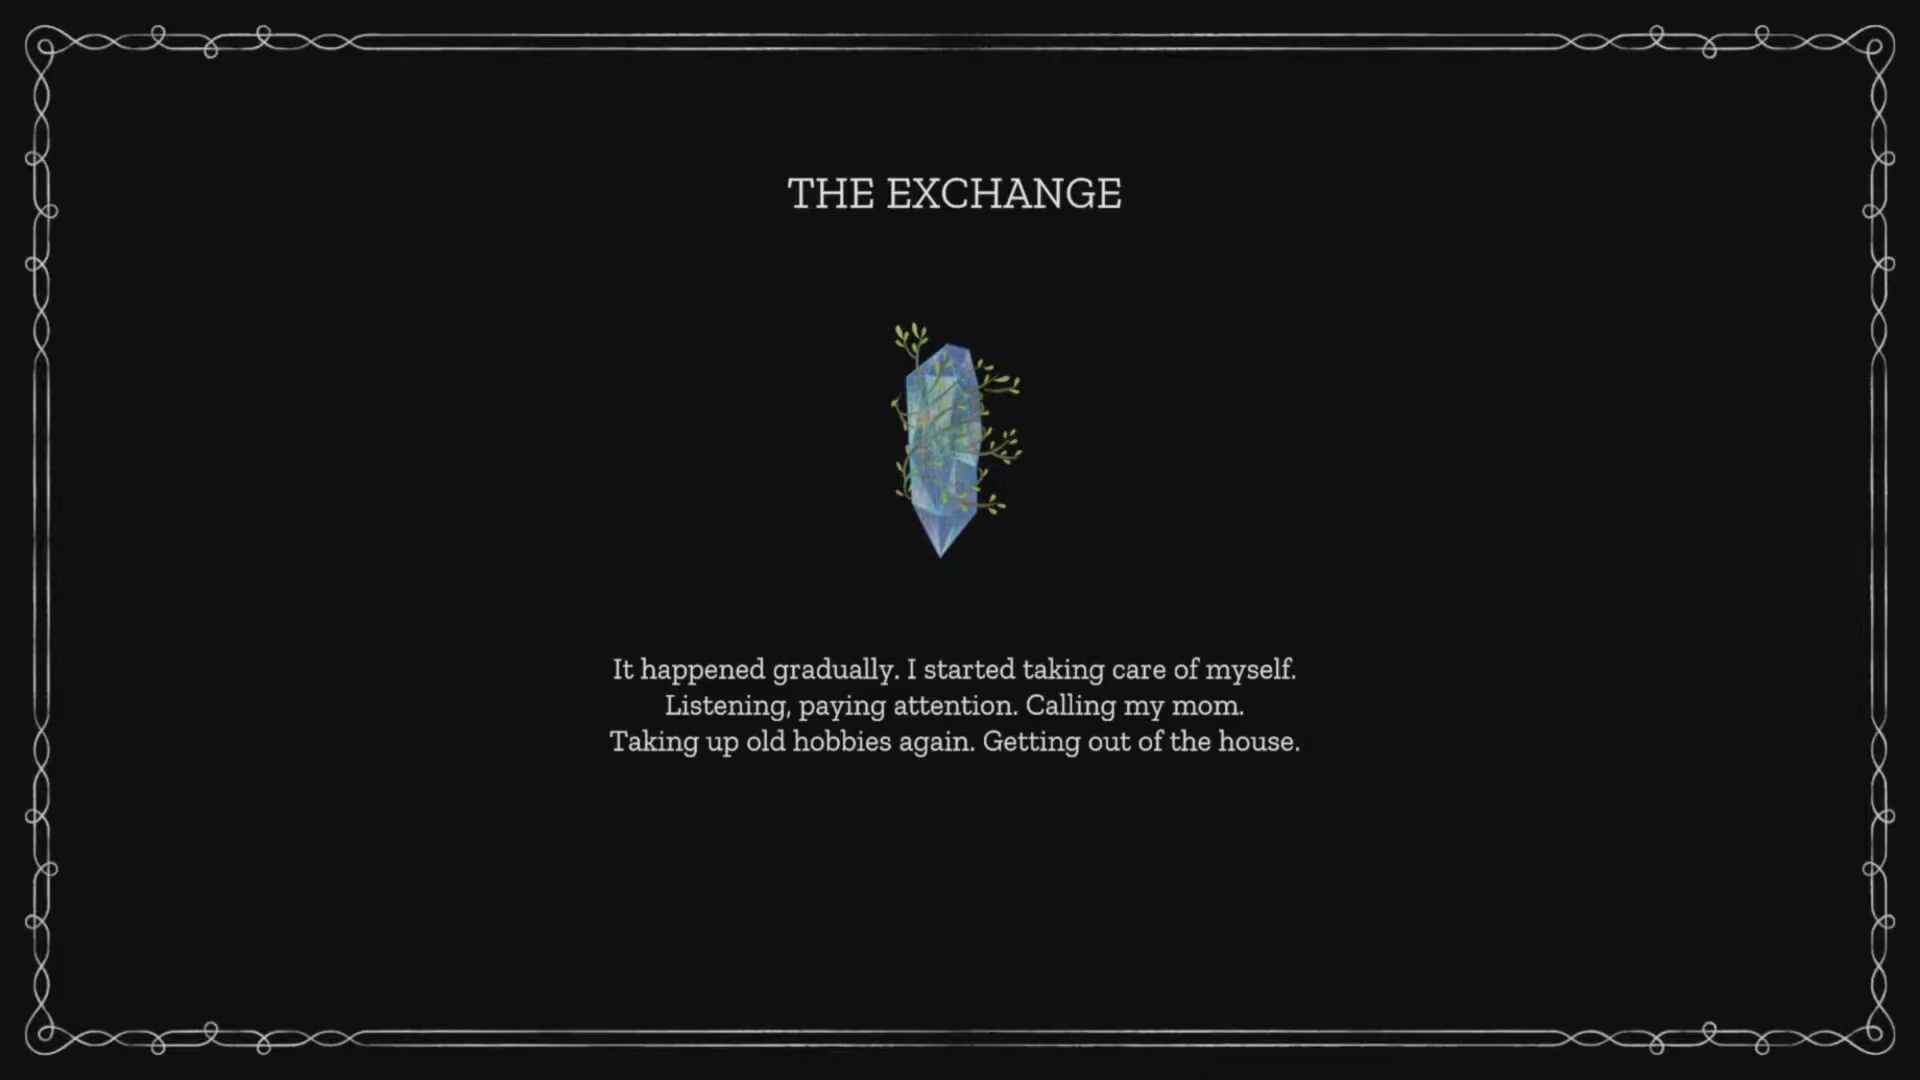 THE EXCHANGE
It happened gradually. I started taking care of myself.
Listening, paying attention. Calling my mom.
Taking up old hobbies again. Getting out of the house.